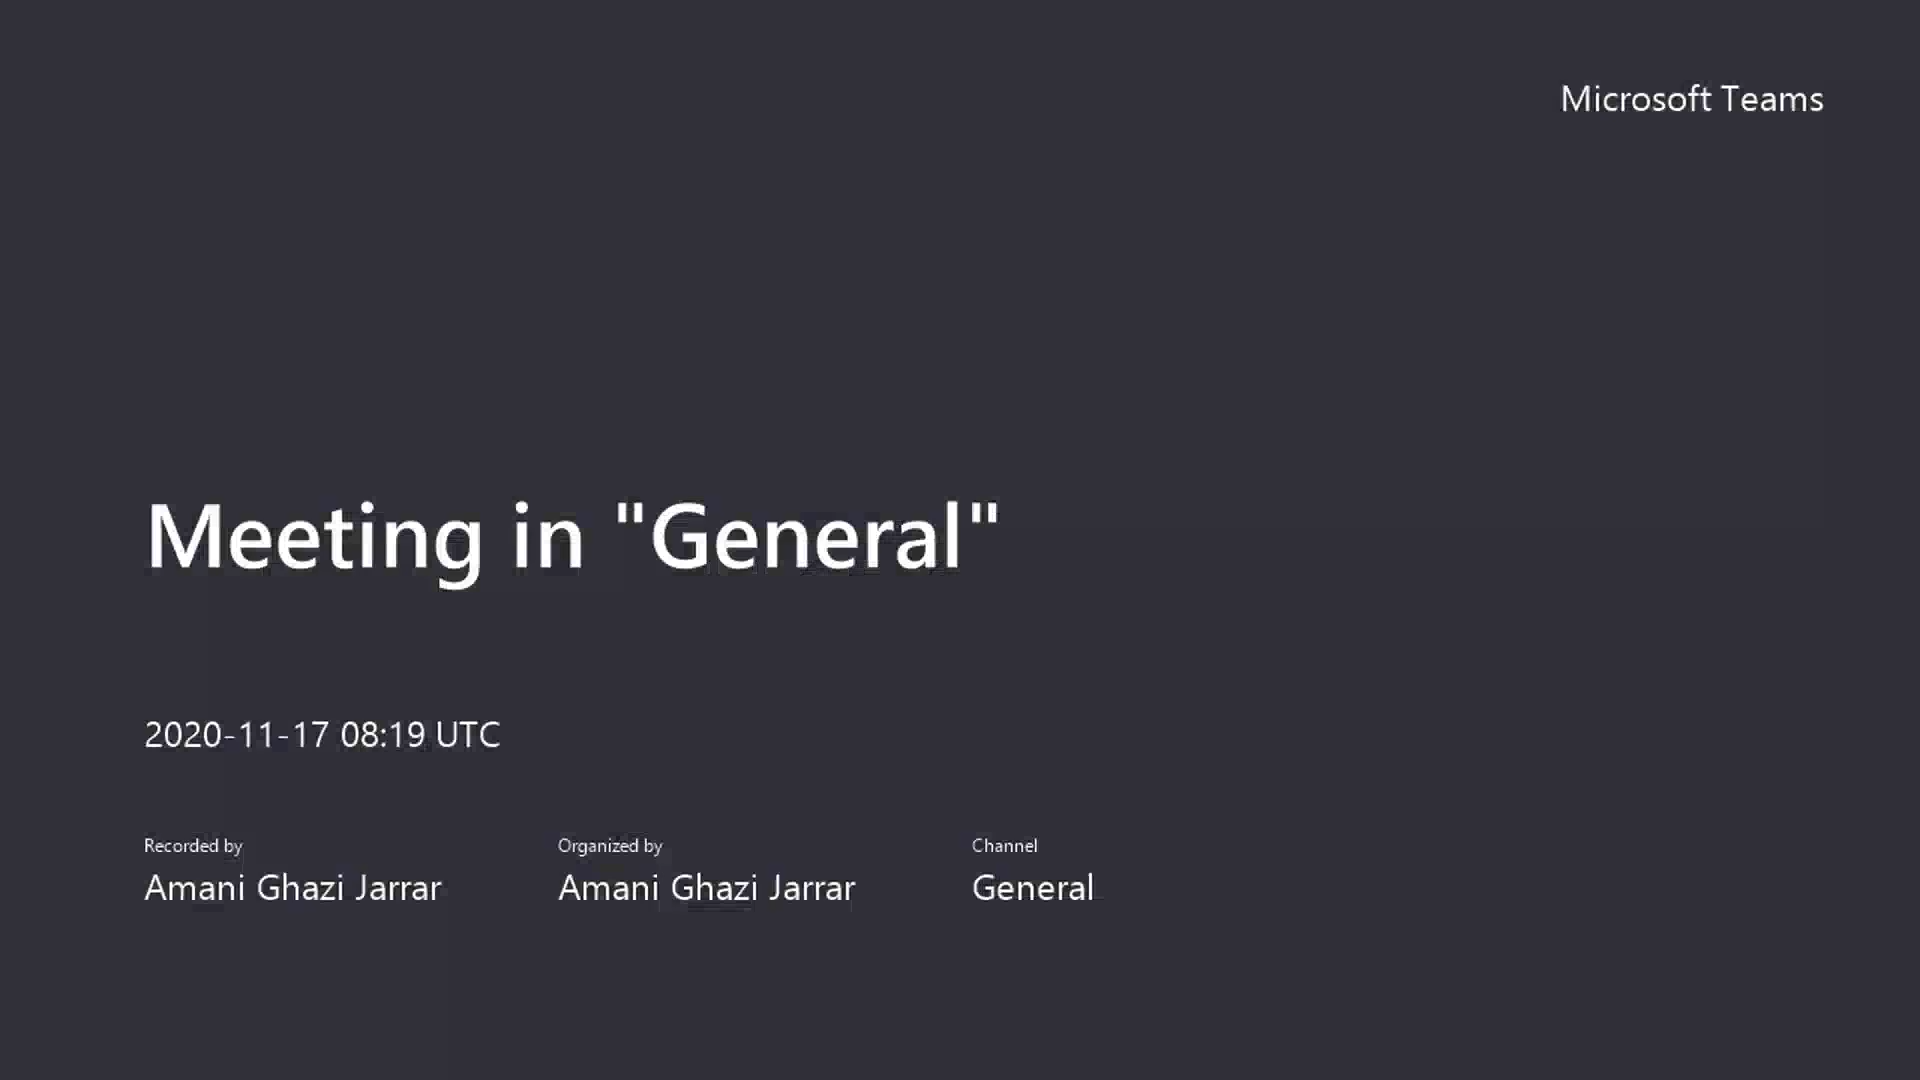 Microsoft Teams
Meeting in "General"
2020-11-17 08:19 UTC
Recorded by
Amani Ghazi Jarrar
Organized by
Amani Ghazi Jarrar
Channel
General